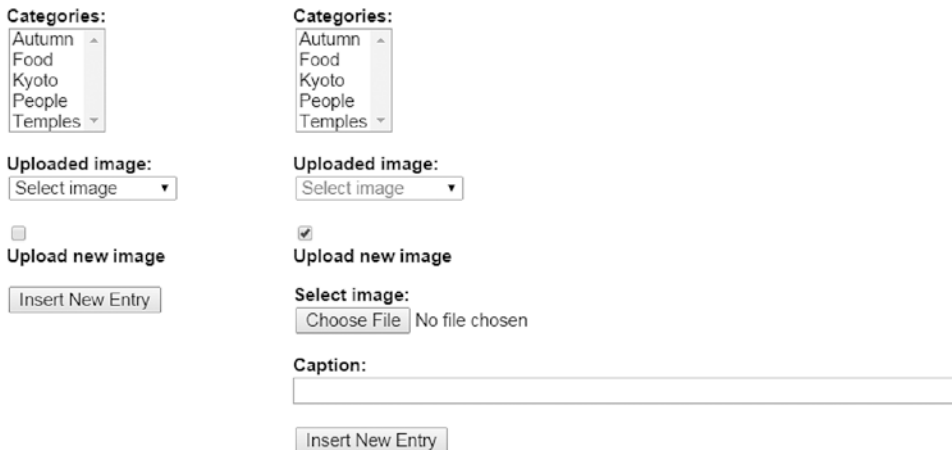 Categories:
Autumn
Food
Kyoto
People
Temples
Uploaded image:
Select image
Upload new image
Insert New Entry
Categories:
Autumn
Food
Kyoto
People
Temples
Uploaded image:
Select image
Upload new image
Select image:
Choose File No file chosen
Caption:
Insert New Entry